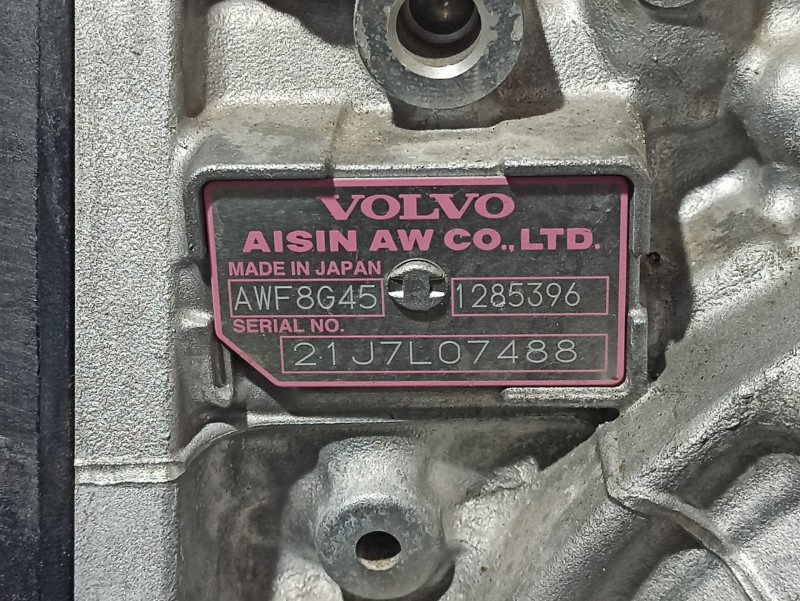 VOLVO
AISIN AW CO., LTD.
MADE IN JAPAN
AWF8G45 1285396
SERIAL NO.
21J7L07488